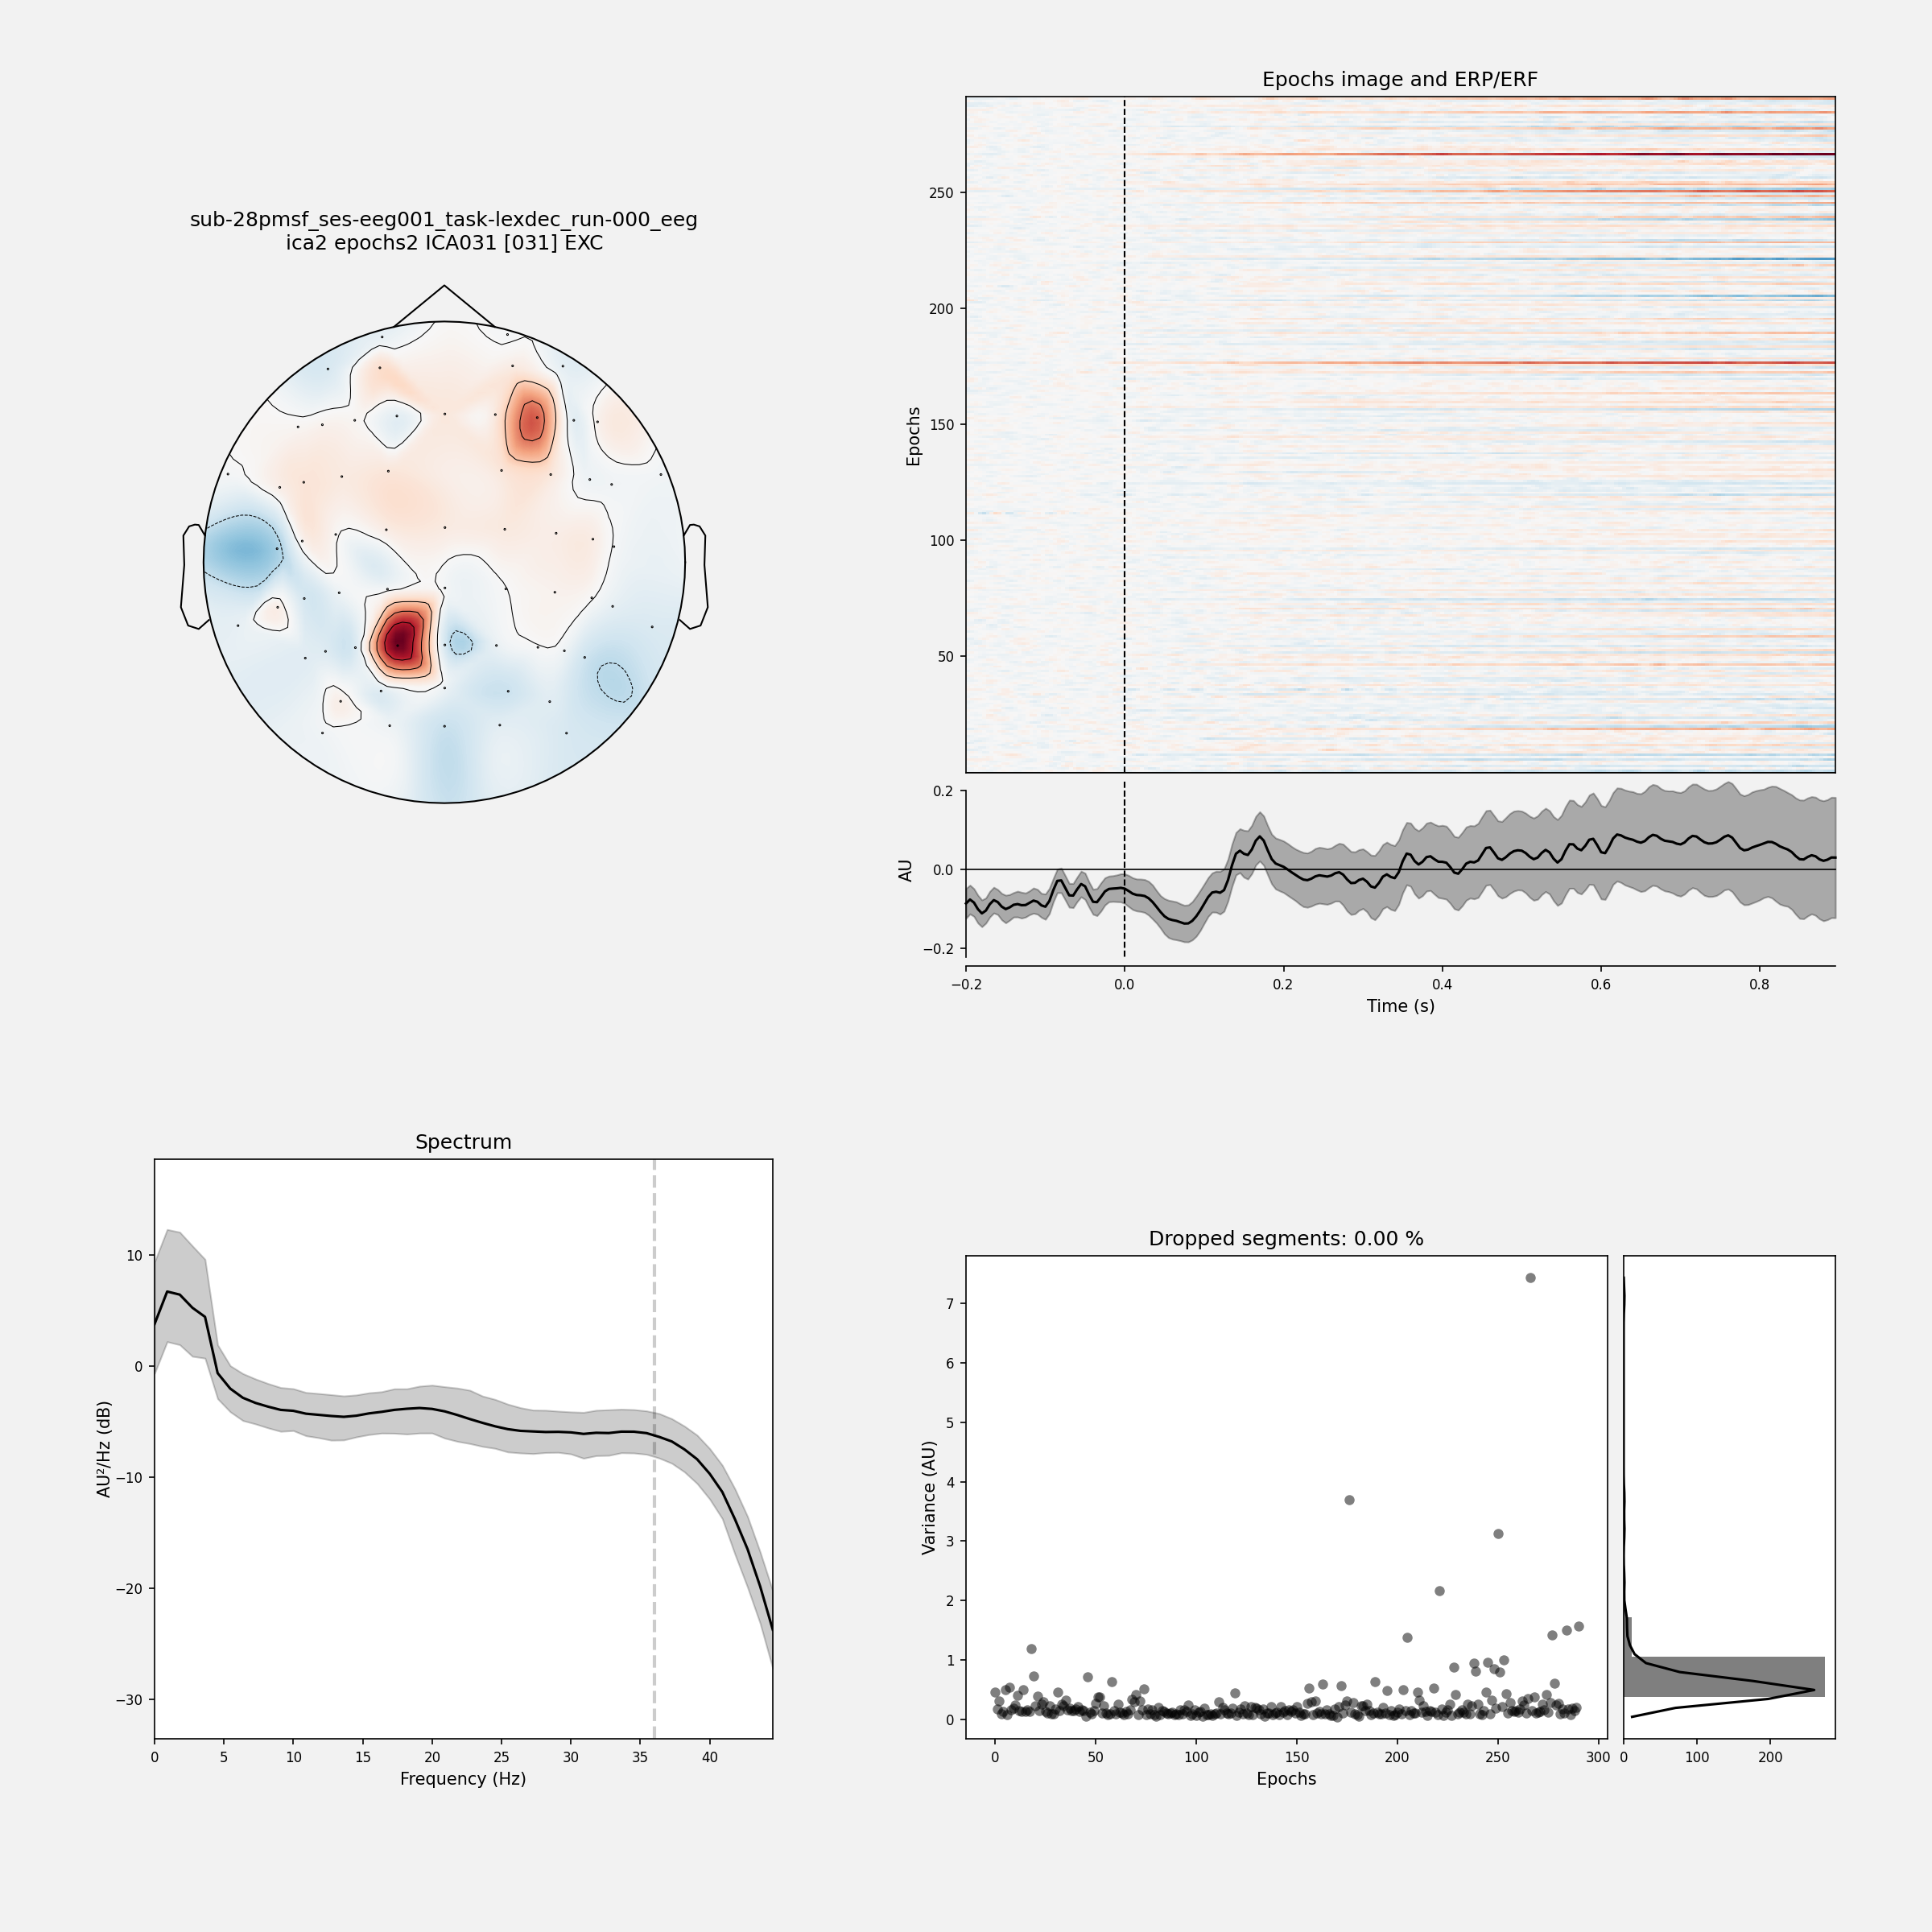 sub-28pmsf_ses-eeg001_task-lexdec_run-000_eeg
ica2 epochs2 ICA031 [031] EXC
Epochs image and ERP/ERF
Epochs
250
200
150
100
50
AU
0.2
0.0
−0.2
−0.2 0.0 0.2 0.4 0.6 0.8
Time (s)
Spectrum
AU²/Hz (dB)
10
0
−10
−20
−30
0 5 10 15 20 25 30 35 40
Frequency (Hz)
Dropped segments: 0.00 %
Variance (AU)
7
6
5
4
3
2
1
0
0 50 100 150 200 250 300
Epochs
0 100 200